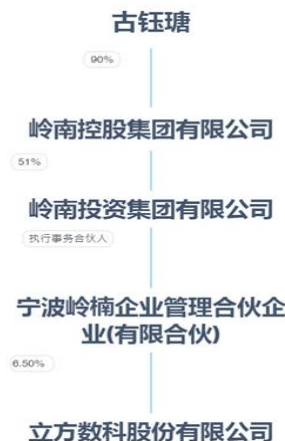 古钰瑭
90%
岭南控股集团有限公司
51%
岭南投资集团有限公司
执行事务合伙人
宁波岭楠企业管理合伙企
业(有限合伙)
6.50%
立方数科股份有限公司